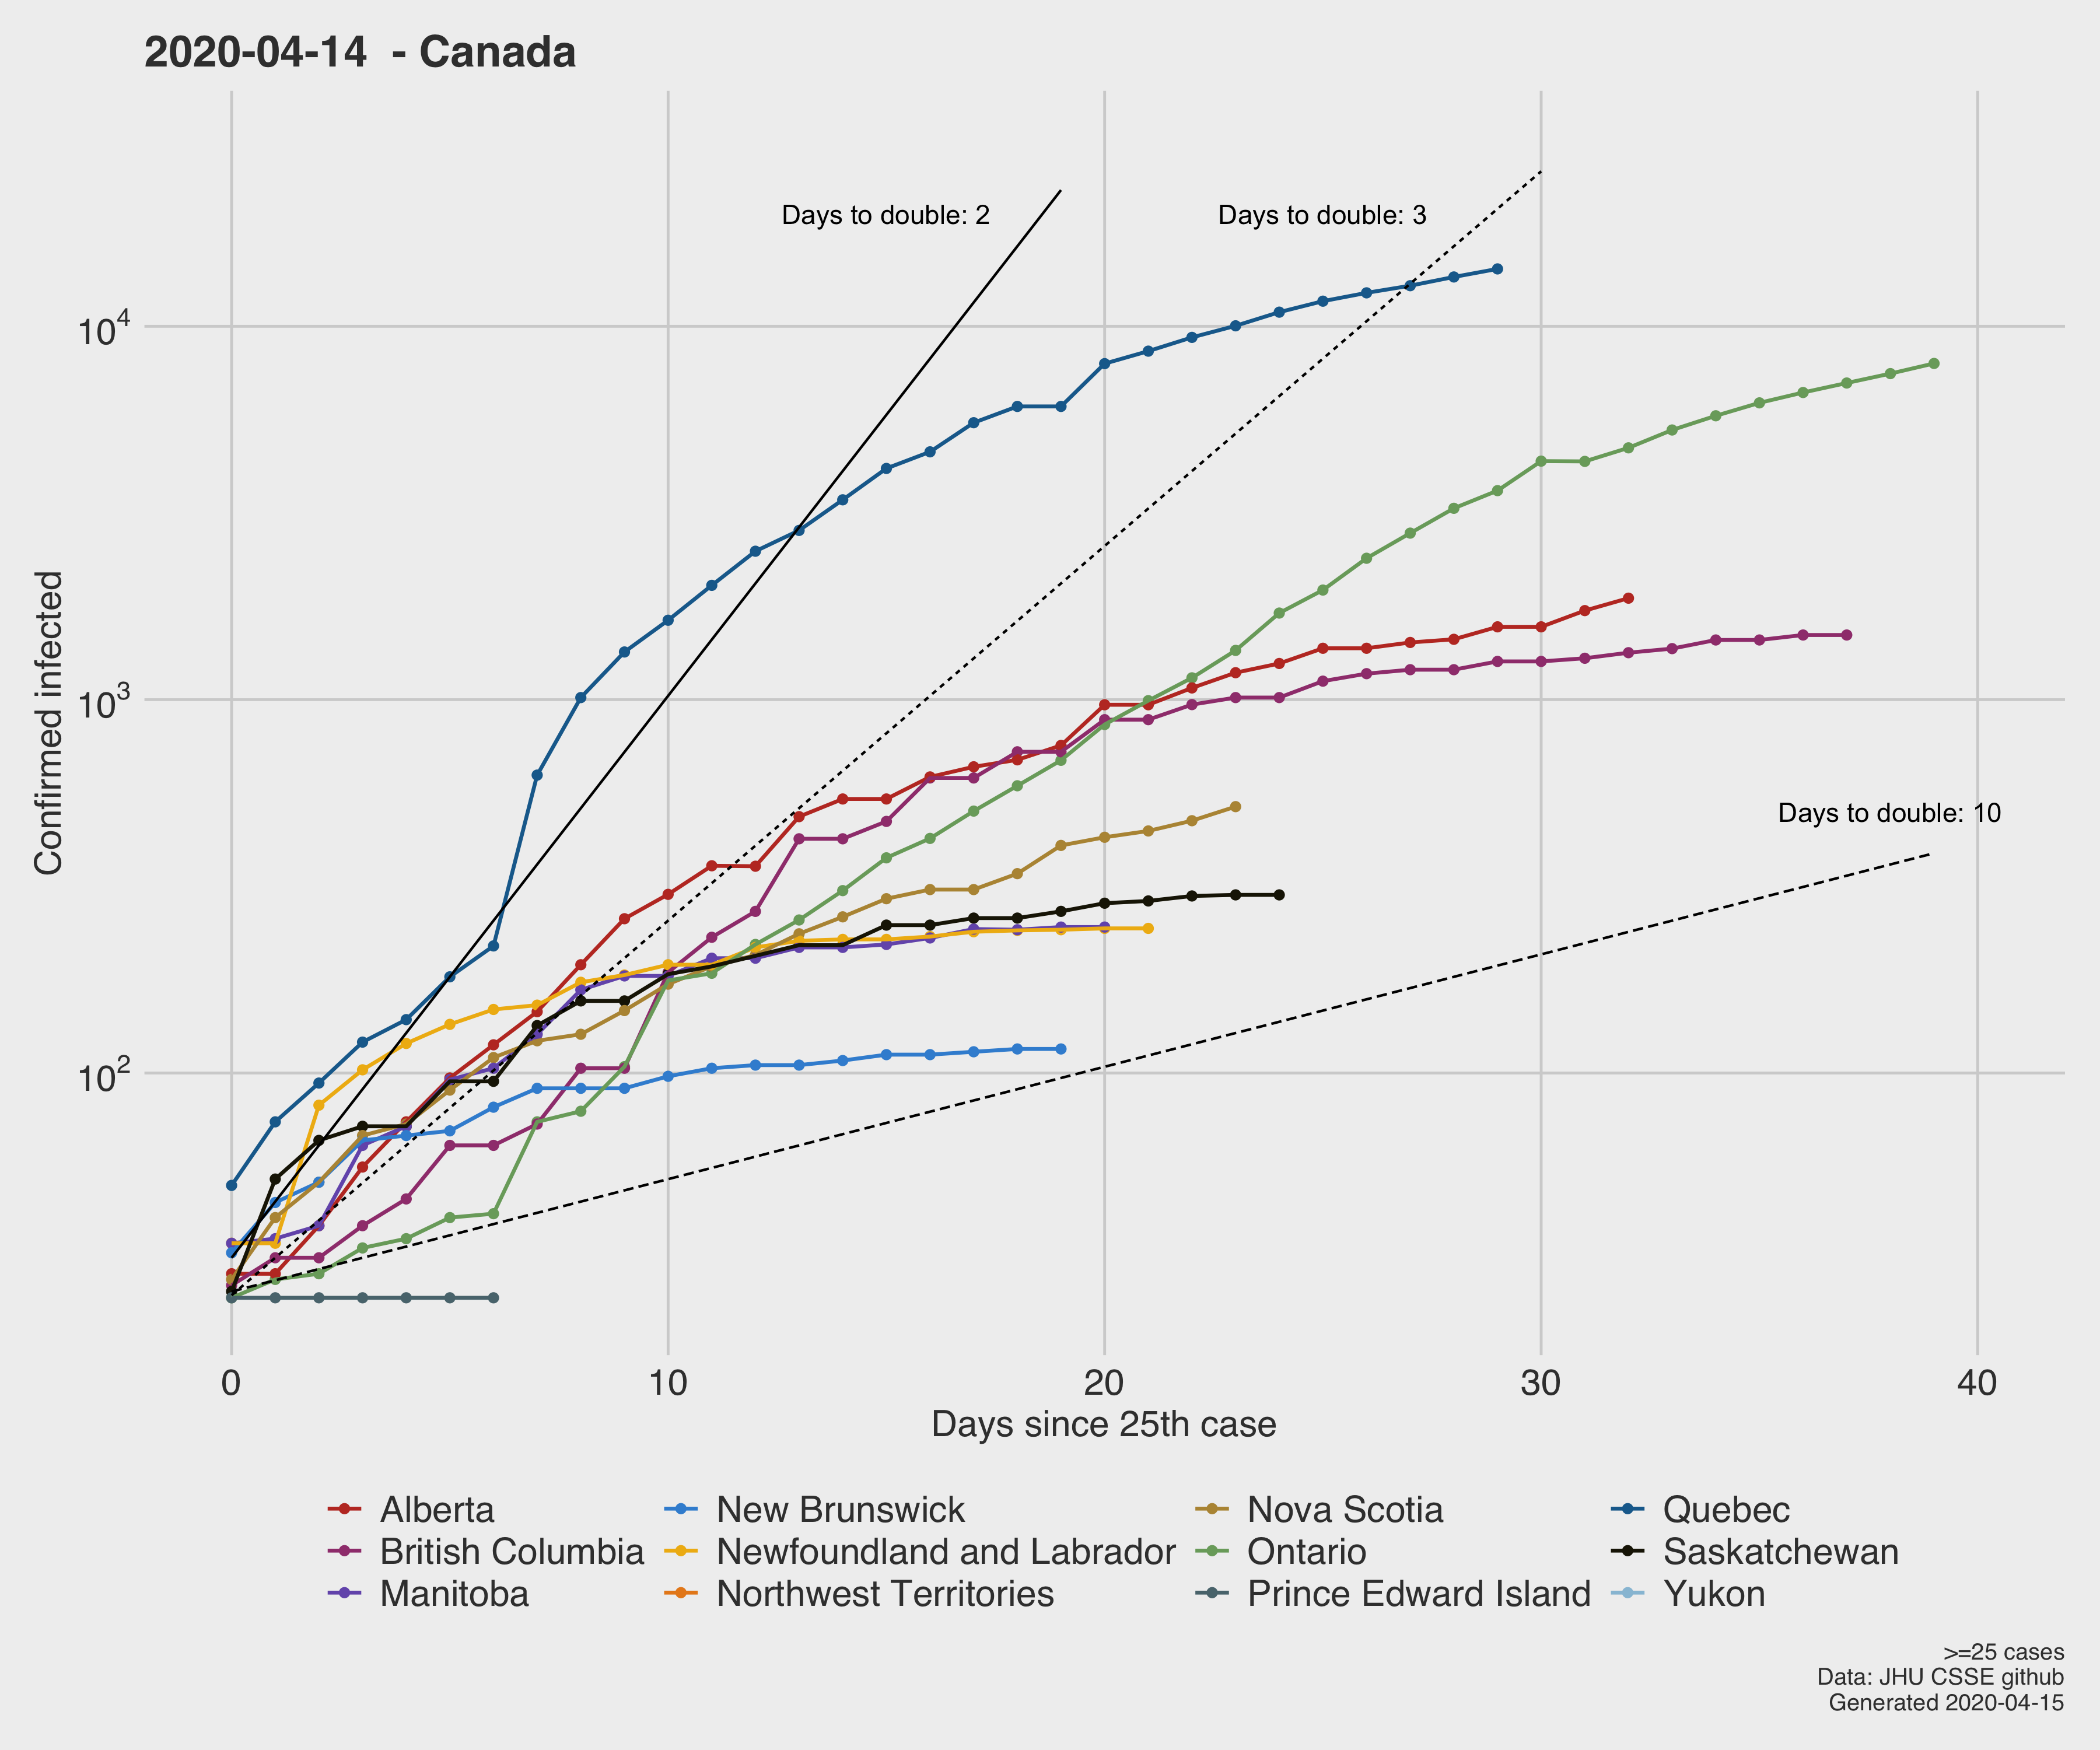 2020-04-14  - Canada
Days to double: 2
Days to double: 3
Days to double: 10
Confirmed infected
10^4
10^3
10^2
0 10 20 30 40
Days since 25th case
Alberta New Brunswick Nova Scotia Quebec
British Columbia Newfoundland and Labrador Ontario Saskatchewan
Manitoba Northwest Territories Prince Edward Island Yukon
>=25 cases
Data: JHU CSSE github
Generated 2020-04-15